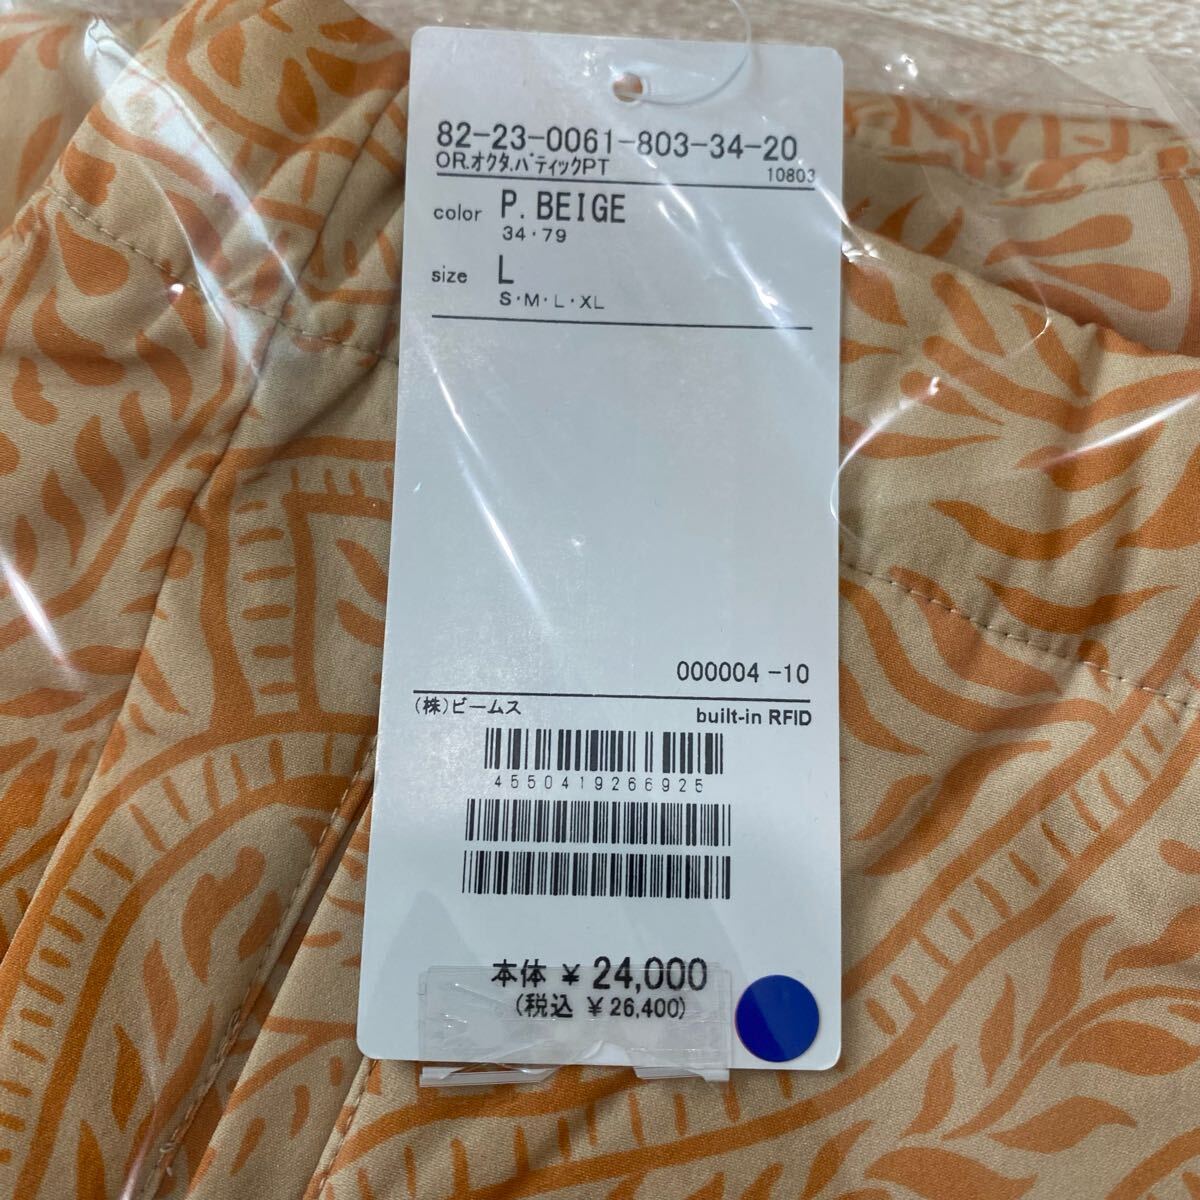 82-23-0061-803-34-20
OR.オクタ.バティックPT
10803
color P. BEIGE
34・79
size L
S・M・L・XL
000004 -10
(株)ビームス
built-in RFID
4550419266925
本体 ¥ 24,000
(税込 ¥ 26,400)